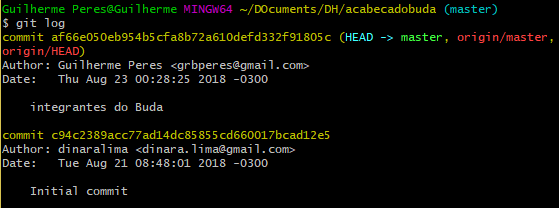 Guilherme Peres@Guilherme MINGW64 ~/DOcuments/DH/acabecadobuda (master)
$ git log
commit af66e050eb954b5cfa8b72a610defd332f91805c (HEAD -> master, origin/master,
origin/HEAD)
Author: Guilherme Peres <grbperes@gmail.com>
Date:   Thu Aug 23 00:28:25 2018 -0300
    integrantes do Buda
commit c94c2389acc77ad14dc85855cd660017bcad12e5
Author: dinaralima <dinara.lima@gmail.com>
Date:   Tue Aug 21 08:48:01 2018 -0300
    Initial commit